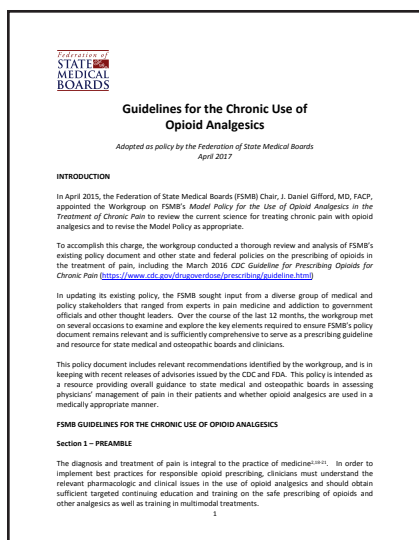 Federation of
STATE
MEDICAL
BOARDS
Guidelines for the Chronic Use of
Opioid Analgesics
Adopted as policy by the Federation of State Medical Boards
April 2017
INTRODUCTION
In April 2015, the Federation of State Medical Boards (FSMB) Chair, J. Daniel Gifford, MD, FACP,
appointed the Workgroup on FSMB's Model Policy for the Use of Opioid Analgesics in the
Treatment of Chronic Pain to review the current science for treating chronic pain with opioid
analgesics and to revise the Model Policy as appropriate.
To accomplish this charge, the workgroup conducted a thorough review and analysis of FSMB's
existing policy document and other state and federal policies on the prescribing of opioids in
the treatment of pain, including the March 2016 CDC Guideline for Prescribing Opioids for
Chronic Pain (https://www.cdc.gov/drugoverdose/prescribing/guideline.html)
In updating its existing policy, the FSMB sought input from a diverse group of medical and
policy stakeholders that ranged from experts in pain medicine and addiction to government
officials and other thought leaders. Over the course of the last 12 months, the workgroup met
on several occasions to examine and explore the key elements required to ensure FSMB's policy
document remains relevant and is sufficiently comprehensive to serve as a prescribing guideline
and resource for state medical and osteopathic boards and clinicians.
This policy document includes relevant recommendations identified by the workgroup, and is in
keeping with recent releases of advisories issued by the CDC and FDA. This policy is intended as
a resource providing overall guidance to state medical and osteopathic boards in assessing
physicians' management of pain in their patients and whether opioid analgesics are used in a
medically appropriate manner.
FSMB GUIDELINES FOR THE CHRONIC USE OF OPIOID ANALGESICS
Section 1 – PREAMBLE
The diagnosis and treatment of pain is integral to the practice of medicine. In order to
implement best practices for responsible opioid prescribing, clinicians must understand the
relevant pharmacologic and clinical issues in the use of opioid analgesics and should obtain
sufficient targeted continuing education and training on the safe prescribing of opioids and
other analgesics as well as training in multimodal treatments.
1